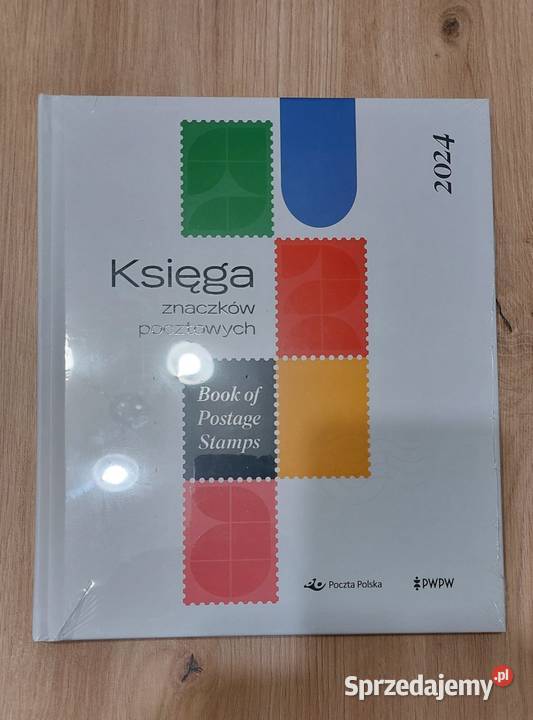 2024
Księga
znaczków
pocztowych
Book of
Postage
Stamps
Poczta Polska
PWPW
Sprzedajemy.pl